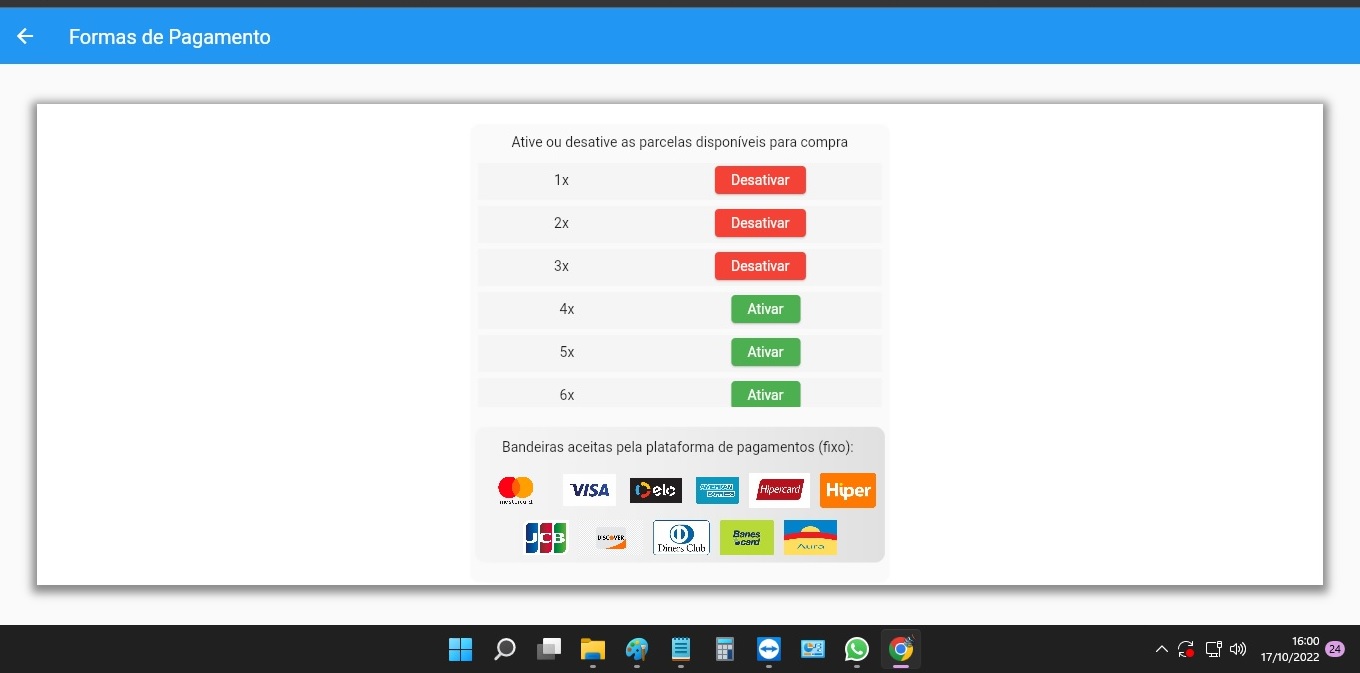 Formas de Pagamento
Ative ou desative as parcelas disponíveis para compra
1x Desativar
2x Desativar
3x Desativar
4x Ativar
5x Ativar
6x Ativar
Bandeiras aceitas pela plataforma de pagamentos (fixo):
mastercard VISA elo AMERICAN EXPRESS Hipercard Hiper
JCB DISCOVER Diners Club Banescard Aura
16:00
17/10/2022 24